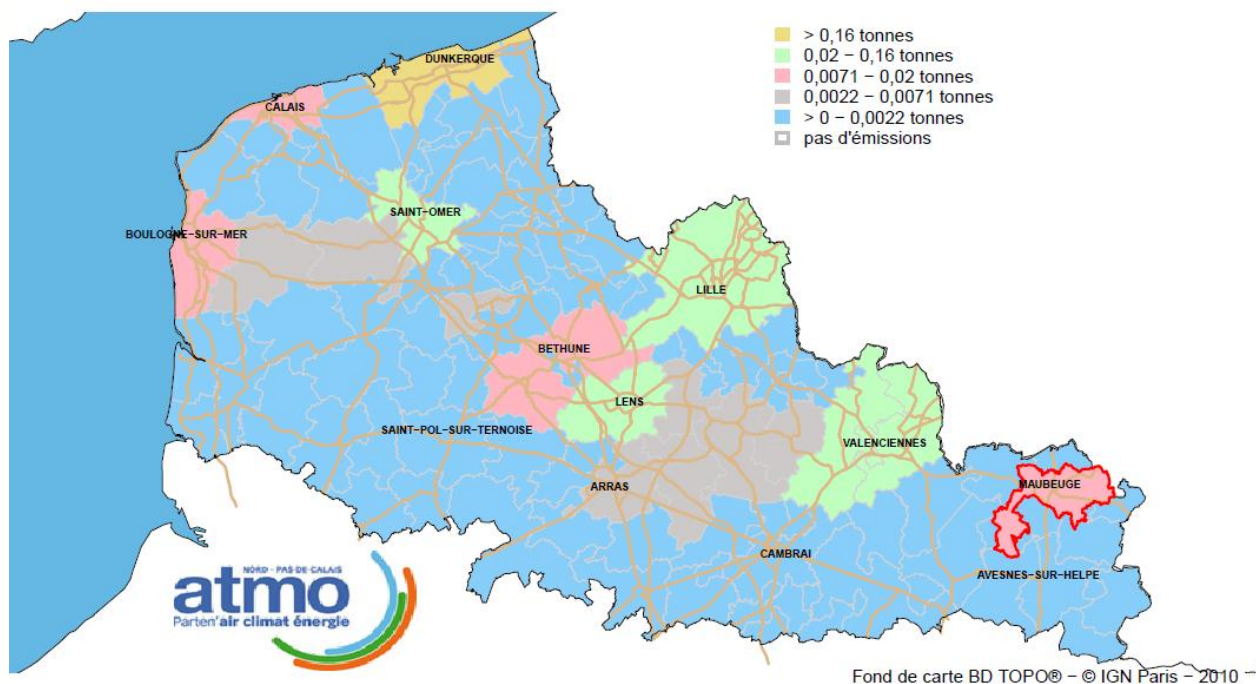 > 0,16 tonnes
0,02 − 0,16 tonnes
0,0071 − 0,02 tonnes
0,0022 − 0,0071 tonnes
> 0 − 0,0022 tonnes
pas d'émissions
DUNKERQUE
CALAIS
SAINT−OMER
BOULOGNE−SUR−MER
LILLE
BETHUNE
LENS
SAINT−POL−SUR−TERNOISE
VALENCIENNES
ARRAS
MAUBEUGE
CAMBRAI
AVESNES−SUR−HELPE
NORD - PAS-DE-CALAIS
atmo
Parten'air climat énergie
Fond de carte BD TOPO® − © IGN Paris − 2010